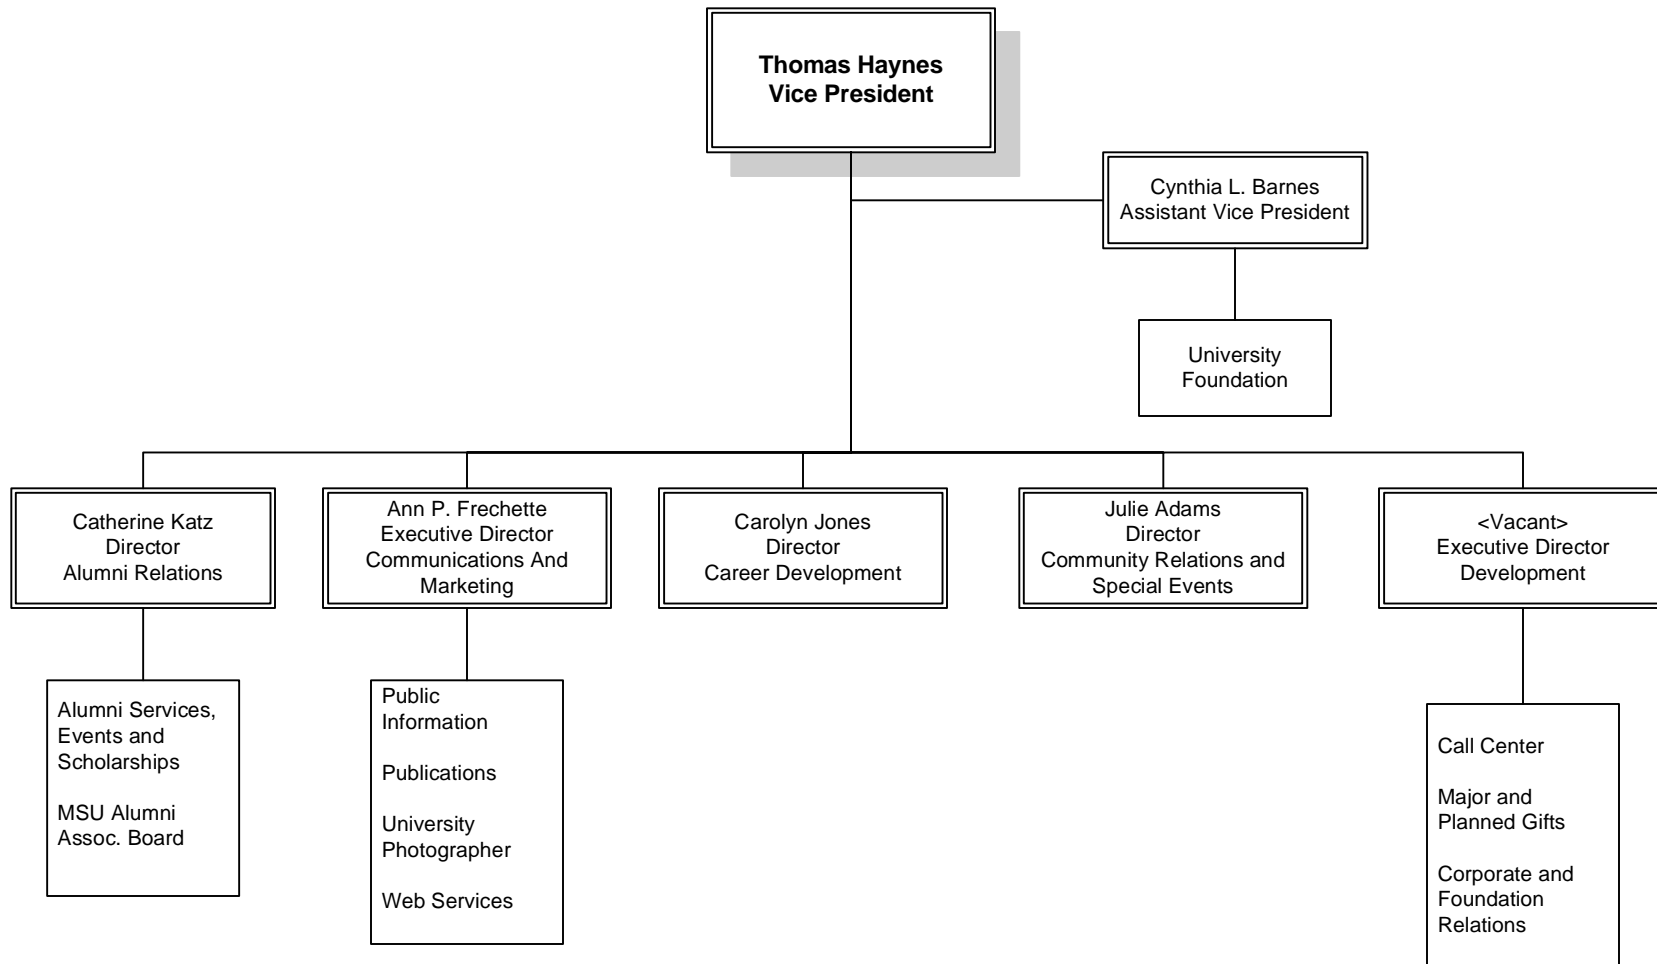 Thomas Haynes
Vice President
Cynthia L. Barnes
Assistant Vice President
University
Foundation
Catherine Katz
Director
Alumni Relations
Ann P. Frechette
Executive Director
Communications And
Marketing
Carolyn Jones
Director
Career Development
Julie Adams
Director
Community Relations and
Special Events
<Vacant>
Executive Director
Development
Alumni Services,
Events and
Scholarships
MSU Alumni
Assoc. Board
Public
Information
Publications
University
Photographer
Web Services
Call Center
Major and
Planned Gifts
Corporate and
Foundation
Relations